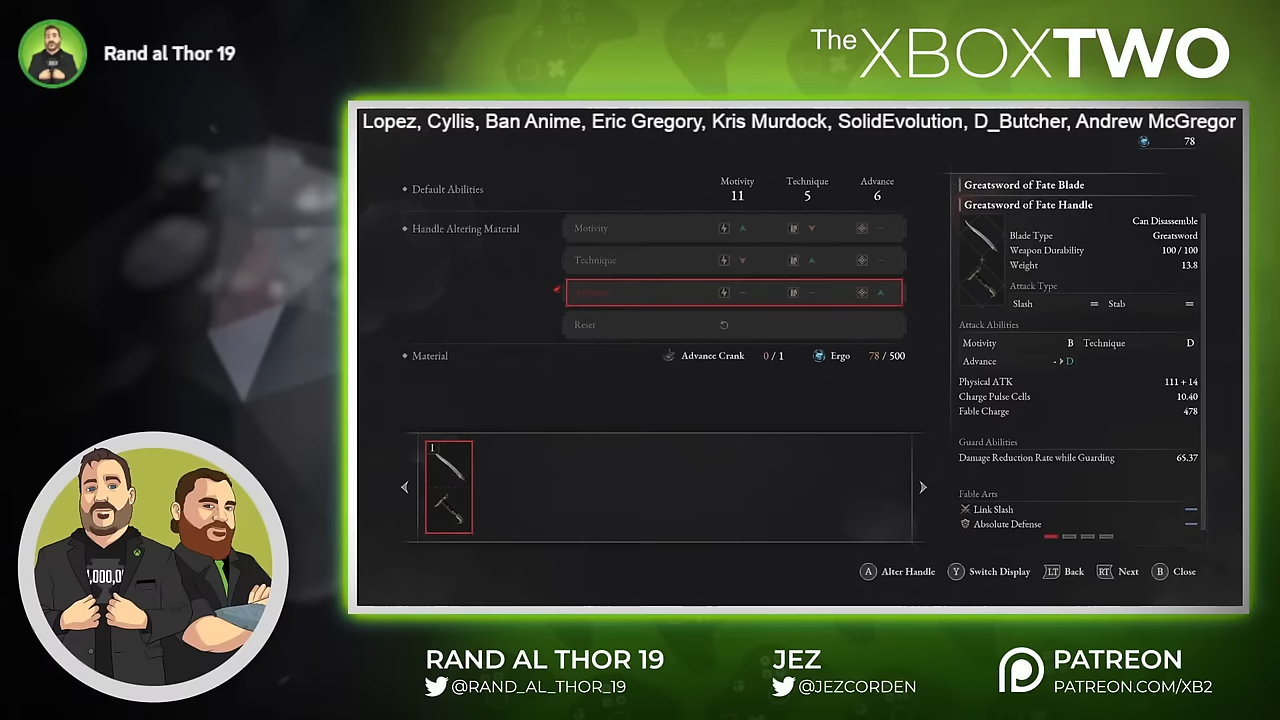 Rand al Thor 19
The XBOXTWO
Lopez, Cyllis, Ban Anime, Eric Gregory, Kris Murdock, SolidEvolution, D_Butcher, Andrew McGregor
78
Default Abilities
Motivity Technique Advance
11 5 6
Handle Altering Material
Motivity
Technique
Reset
Material
Advance Crank 0 / 1 Ergo 78 / 500
I
Greatsword of Fate Blade
Greatsword of Fate Handle
Can Disassemble
Blade Type Greatsword
Weapon Durability 100 / 100
Weight 13.8
Attack Type
Slash = Stab =
Attack Abilities
Motivity B Technique D
Advance - > D
Physical ATK 111 + 14
Charge Pulse Cells 10.40
Fable Charge 478
Guard Abilities
Damage Reduction Rate while Guarding 65.37
Fable Arts
Link Slash
Absolute Defense
A Alter Handle Y Switch Display LT Back RT Next B Close
,000,0
RAND AL THOR 19
@RAND_AL_THOR_19
JEZ
@JEZCORDEN
PATREON
PATREON.COM/XB2